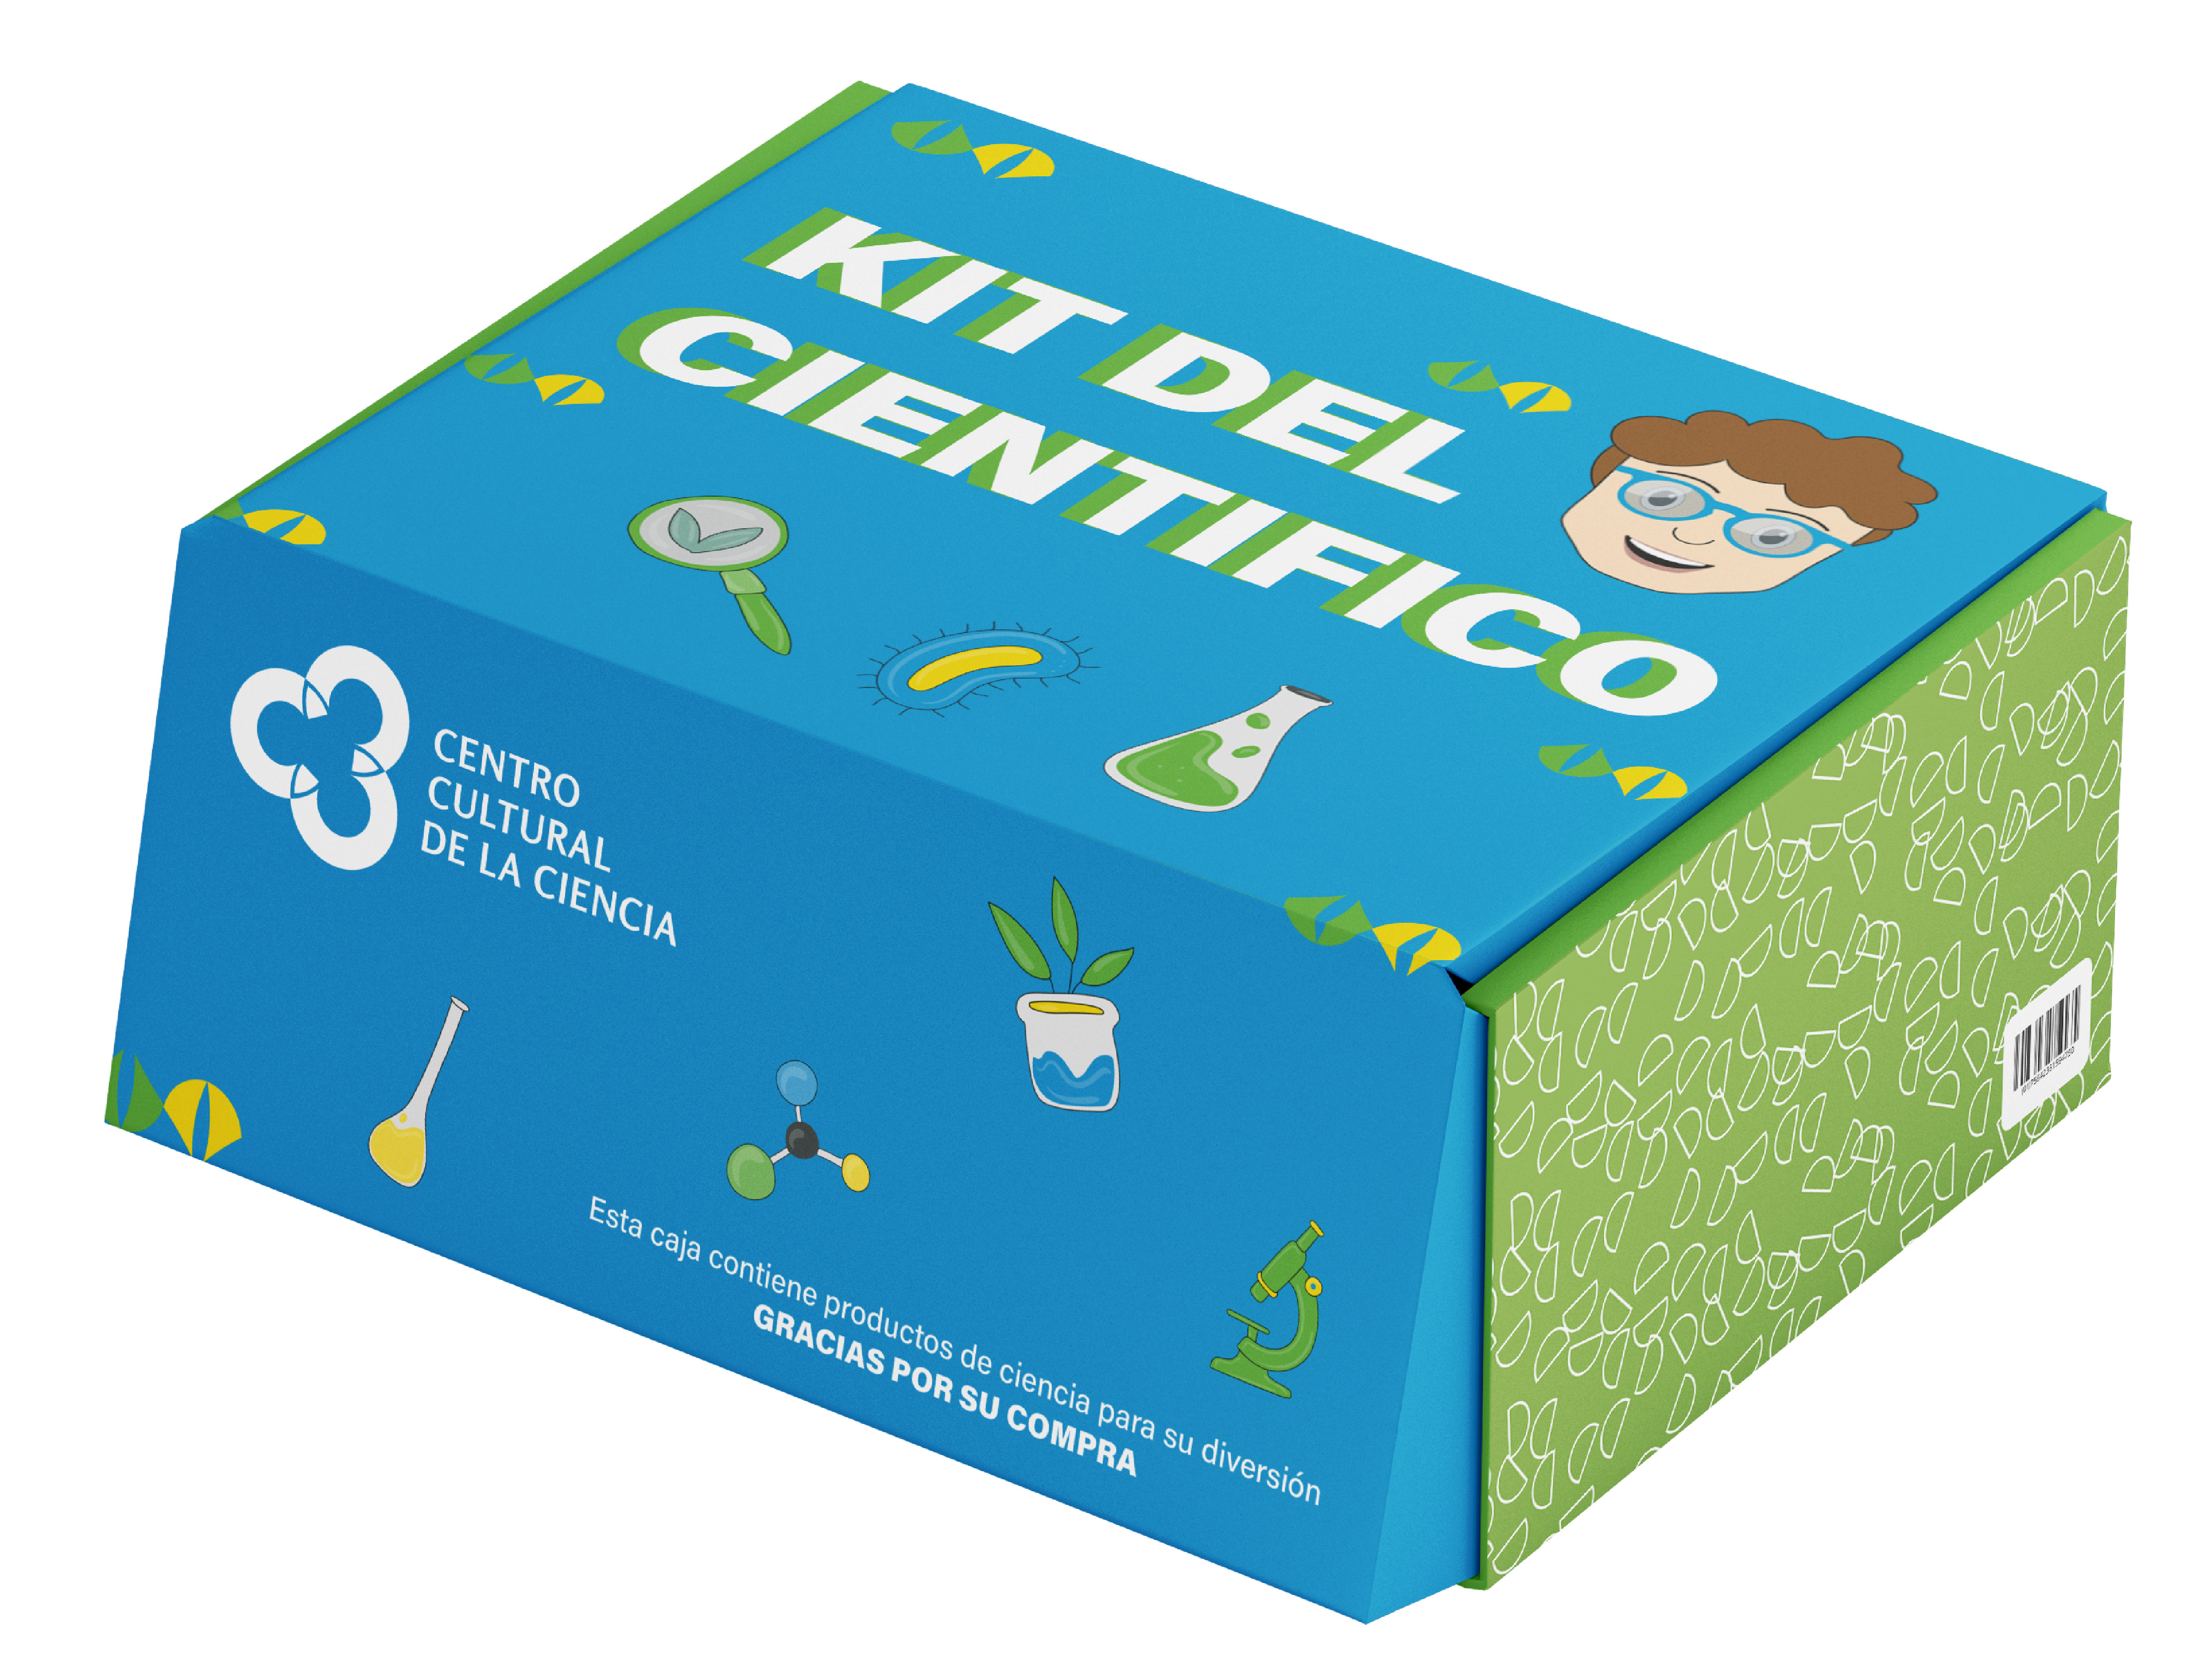 KIT DEL
CIENTIFICO
CENTRO
CULTURAL
DE LA CIENCIA
Esta caja contiene productos de ciencia para su diversión
GRACIAS POR SU COMPRA